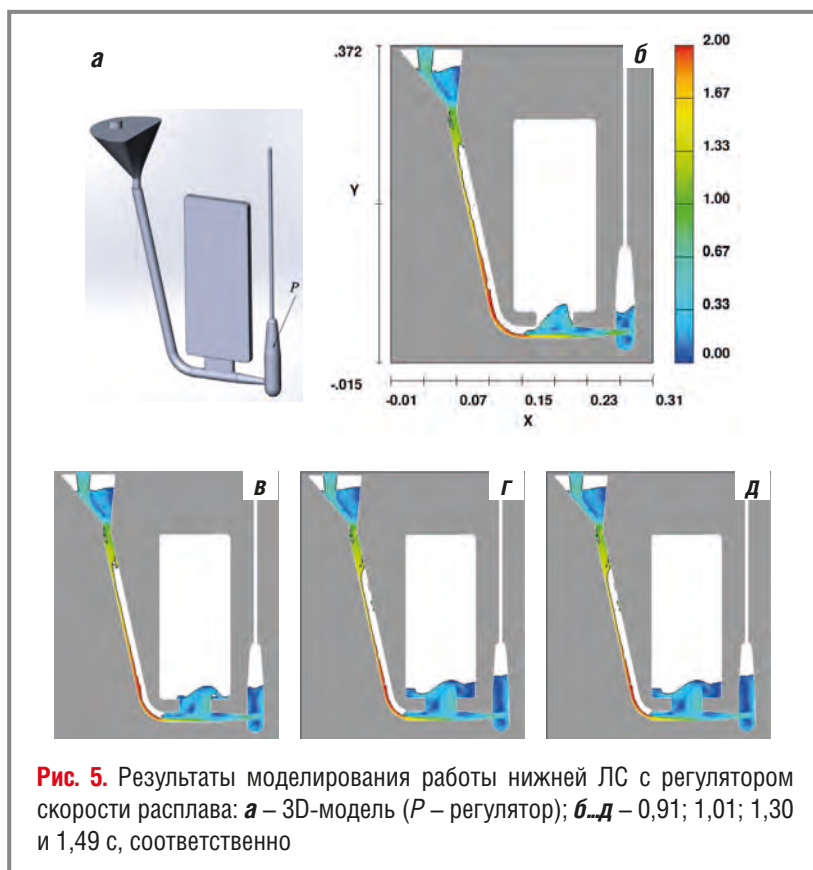 а
P
б
.372
Y
-.015
-0.01
0.07
0.15
0.23
0.31
X
2.00
1.67
1.33
1.00
0.67
0.33
0.00
в
г
д
Рис. 5. Результаты моделирования работы нижней ЛС с регулятором
скорости расплава: а – 3D-модель (P – регулятор); б...д – 0,91; 1,01; 1,30
и 1,49 с, соответственно